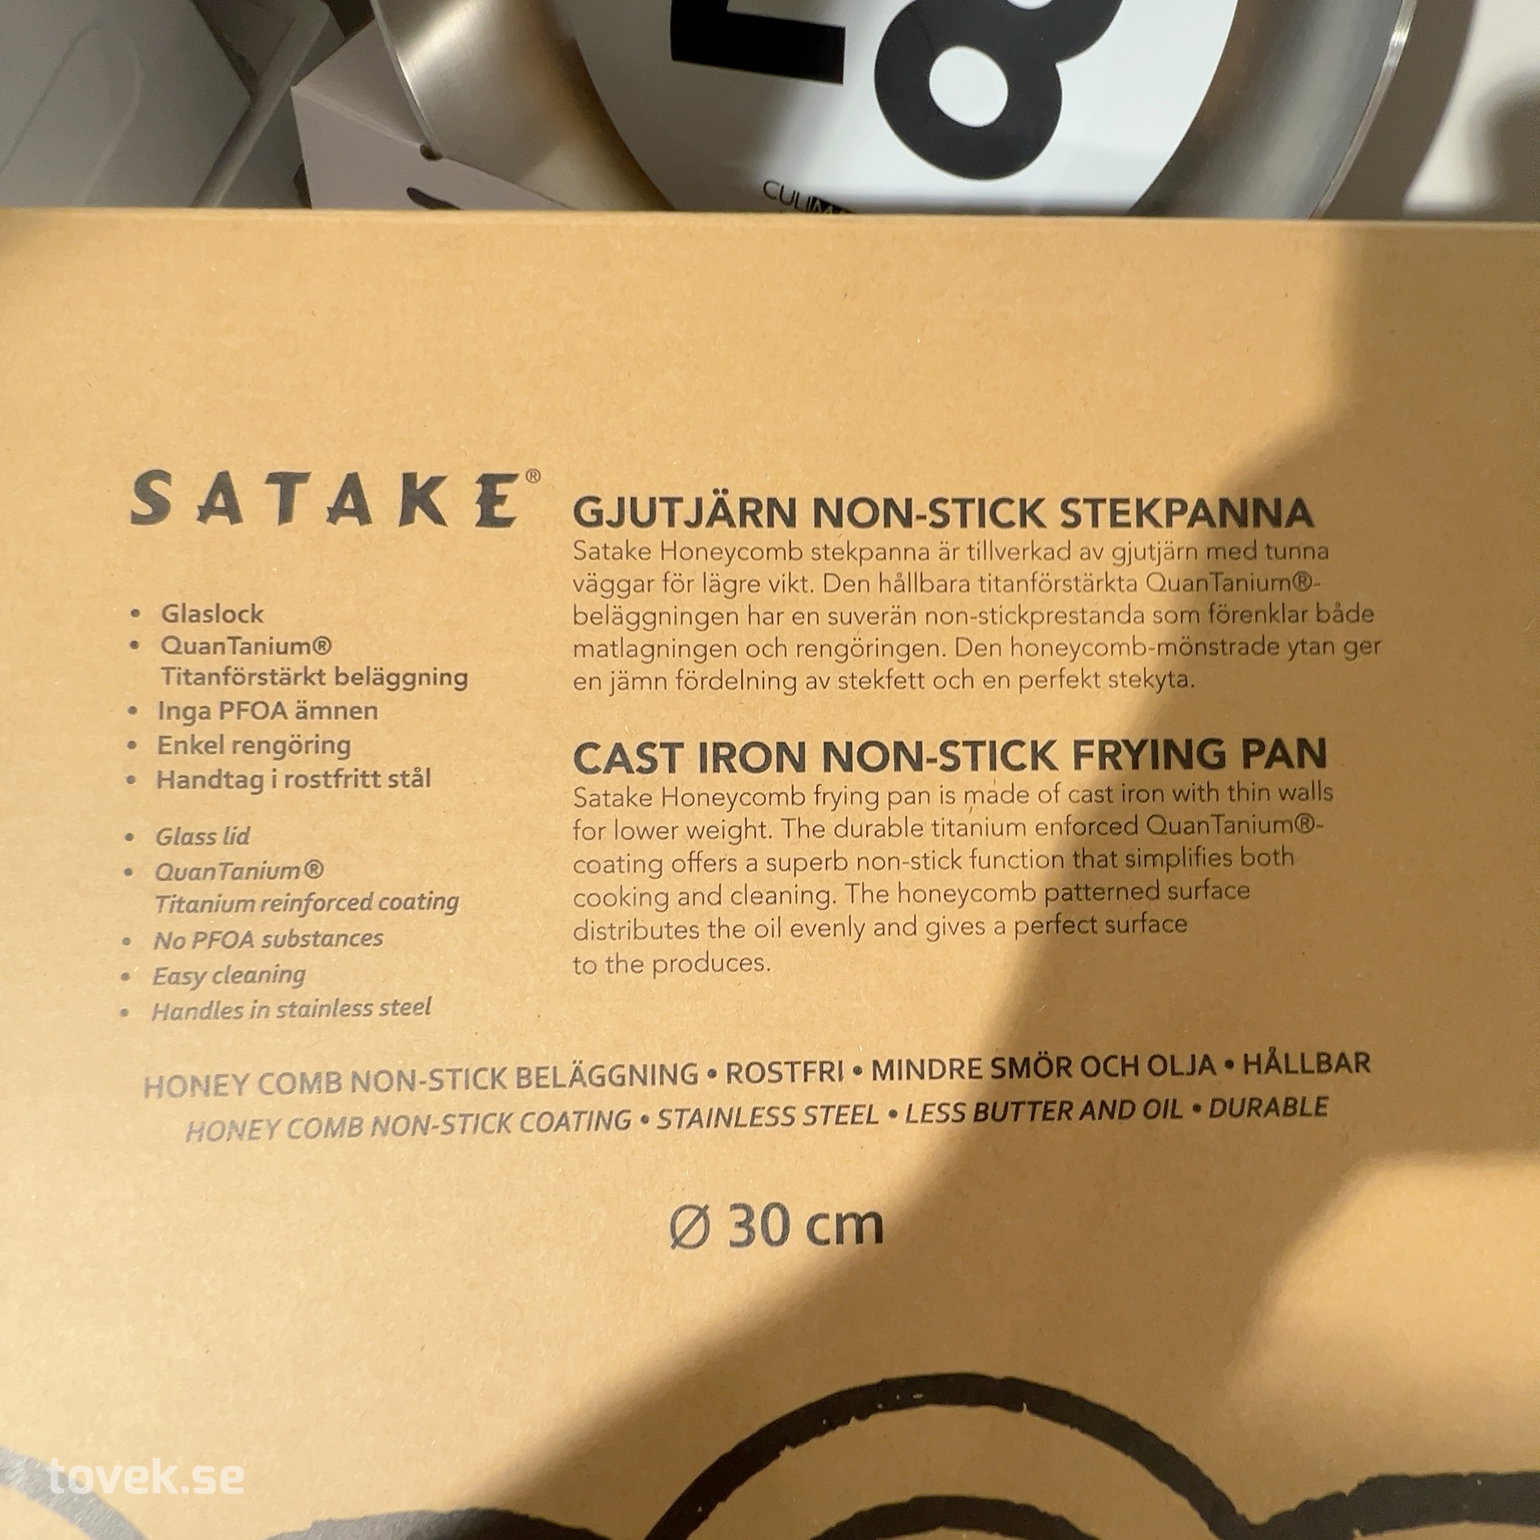 8
SATAKE®
• Glaslock
• QuanTanium®
Titanförstärkt beläggning
• Inga PFOA ämnen
• Enkel rengöring
• Handtag i rostfritt stål
• Glass lid
• QuanTanium®
Titanium reinforced coating
• No PFOA substances
• Easy cleaning
• Handles in stainless steel
GJUTJÄRN NON-STICK STEKPANNA
Satake Honeycomb stekpanna är tillverkad av gjutjärn med tunna
väggar för lägre vikt. Den hållbara titanförstärkta QuanTanium®-
beläggningen har en suverän non-stickprestanda som förenklar både
matlagningen och rengöringen. Den honeycomb-mönstrade ytan ger
en jämn fördelning av stekfett och en perfekt stekyta.
CAST IRON NON-STICK FRYING PAN
Satake Honeycomb frying pan is made of cast iron with thin walls
for lower weight. The durable titanium enforced QuanTanium®-
coating offers a superb non-stick function that simplifies both
cooking and cleaning. The honeycomb patterned surface
distributes the oil evenly and gives a perfect surface
to the produces.
HONEY COMB NON-STICK BELÄGGNING • ROSTFRI • MINDRE SMÖR OCH OLJA • HÅLLBAR
HONEY COMB NON-STICK COATING • STAINLESS STEEL • LESS BUTTER AND OIL • DURABLE
Ø 30 cm
tovek.se